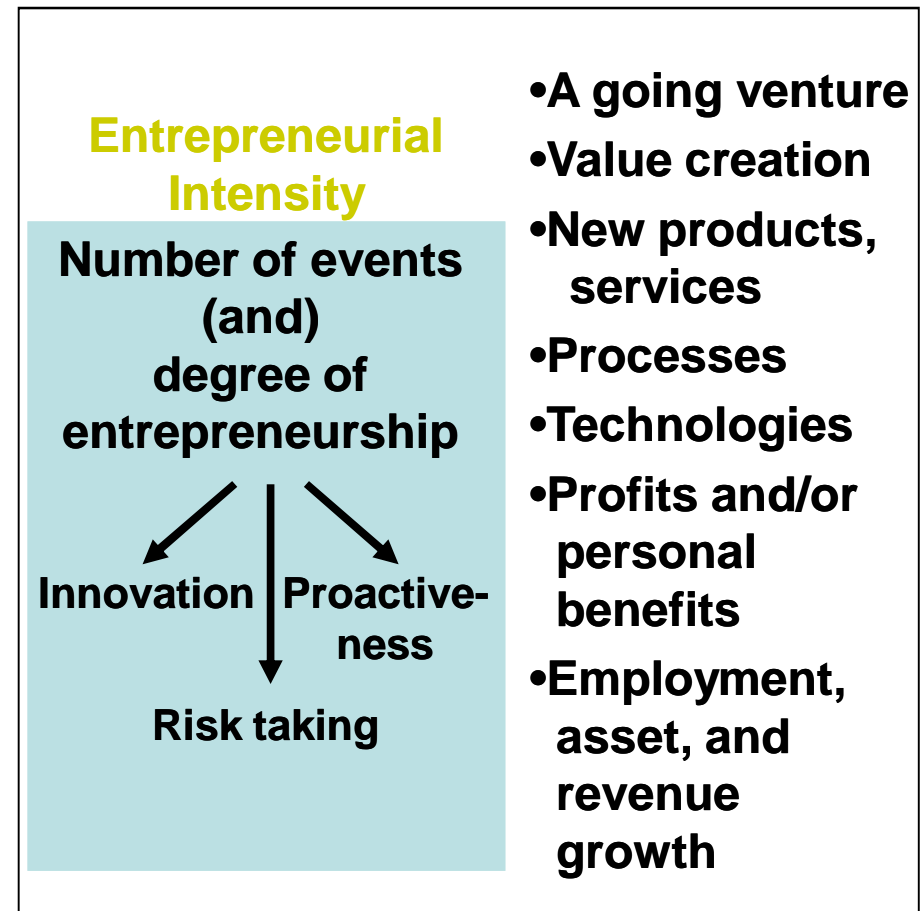 Entrepreneurial
Intensity
Number of events
(and)
degree of
entrepreneurship
Innovation
Proactive-
ness
Risk taking
•A going venture
•Value creation
•New products,
services
•Processes
•Technologies
•Profits and/or
personal
benefits
•Employment,
asset, and
revenue
growth